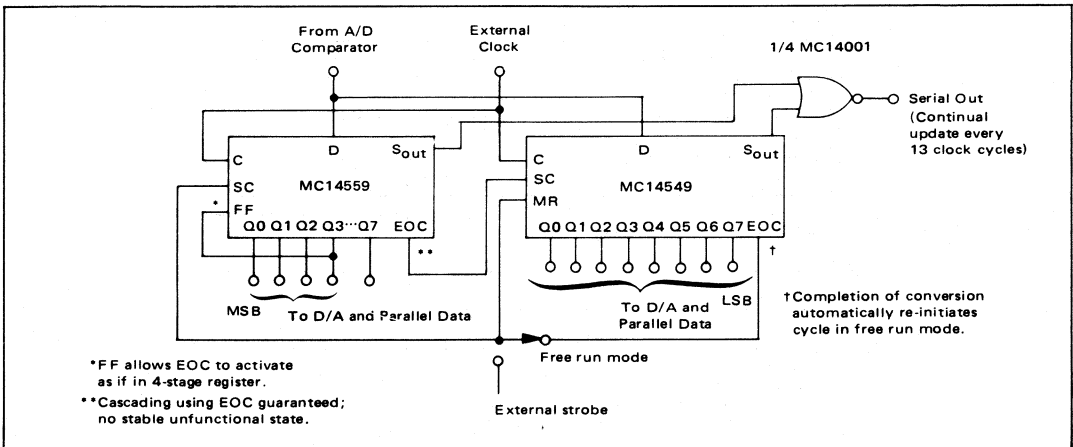 From A/D
Comparator
External
Clock
1/4 MC14001
Serial Out
(Continual
update every
13 clock cycles)
C
D
Sout
SC
MC14559
*
FF
Q0 Q1 Q2 Q3···Q7 EOC
**
C
D
Sout
SC
MC14549
MR
Q0 Q1 Q2 Q3 Q4 Q5 Q6 Q7 EOC
†
MSB
To D/A and Parallel Data
To D/A and
Parallel Data
LSB
†Completion of conversion
automatically re-initiates
cycle in free run mode.
Free run mode
External strobe
*FF allows EOC to activate
as if in 4-stage register.
**Cascading using EOC guaranteed;
no stable unfunctional state.